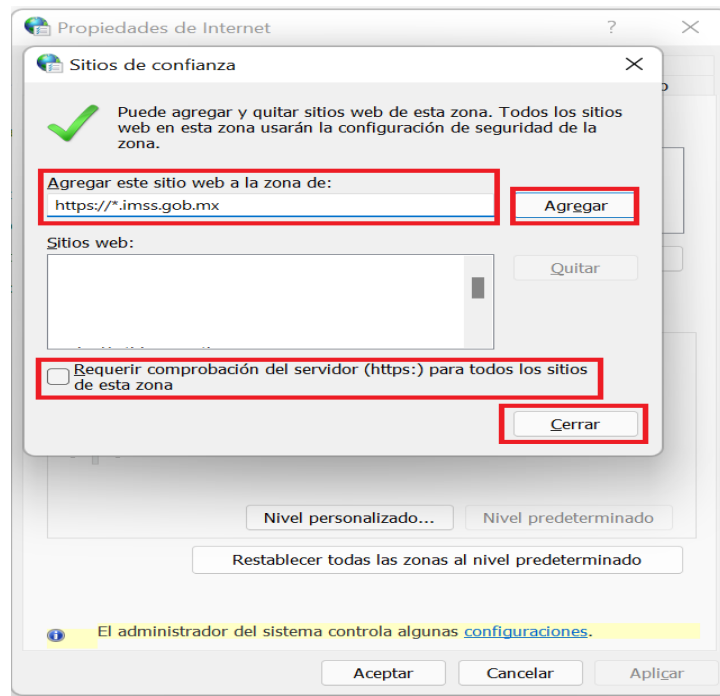 Propiedades de Internet
?
Sitios de confianza
Puede agregar y quitar sitios web de esta zona. Todos los sitios
web en esta zona usarán la configuración de seguridad de la
zona.
Agregar este sitio web a la zona de:
https://*.imss.gob.mx
Agregar
Sitios web:
Quitar
Requerir comprobación del servidor (https:) para todos los sitios
de esta zona
Cerrar
Nivel personalizado...
Nivel predeterminado
Restablecer todas las zonas al nivel predeterminado
El administrador del sistema controla algunas configuraciones.
Aceptar
Cancelar
Aplicar